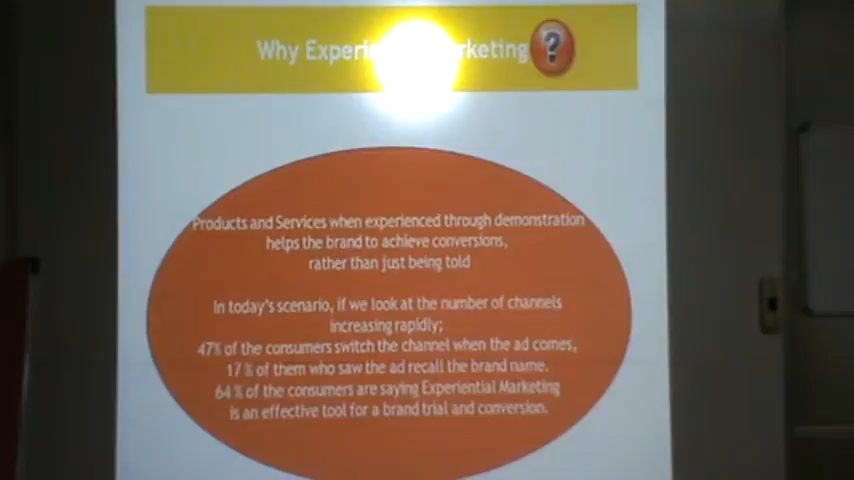 Why Experi rketing ?
Products and Services when experienced through demonstration
helps the brand to achieve conversions,
rather than just being told
In today's scenario, if we look at the number of channels
increasing rapidly;
47% of the consumers switch the channel when the ad comes,
17 % of them who saw the ad recall the brand name.
64 % of the consumers are saying Experiential Marketing
is an effective tool for a brand trial and conversion.